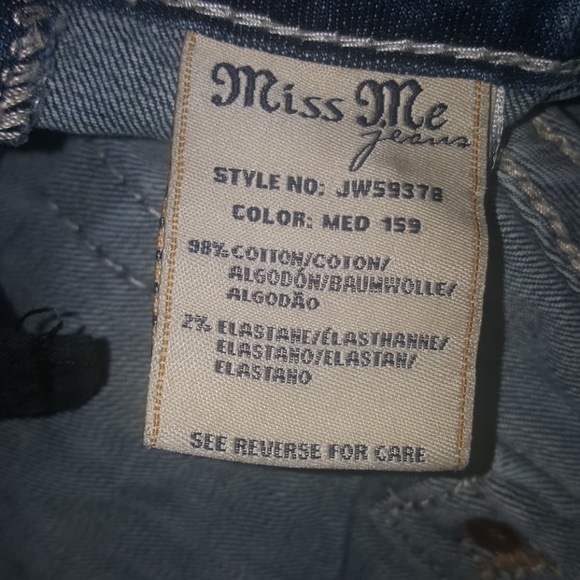 Miss Me
jeans
STYLE NO: JW5937B
COLOR: MED 159
98% COTTON/COTON/
ALGODÓN/BAUMWOLLE/
ALGODÃO
2% ELASTANE/ÉLASTHANNE/
ELASTANO/ELASTAN/
ELASTANO
SEE REVERSE FOR CARE